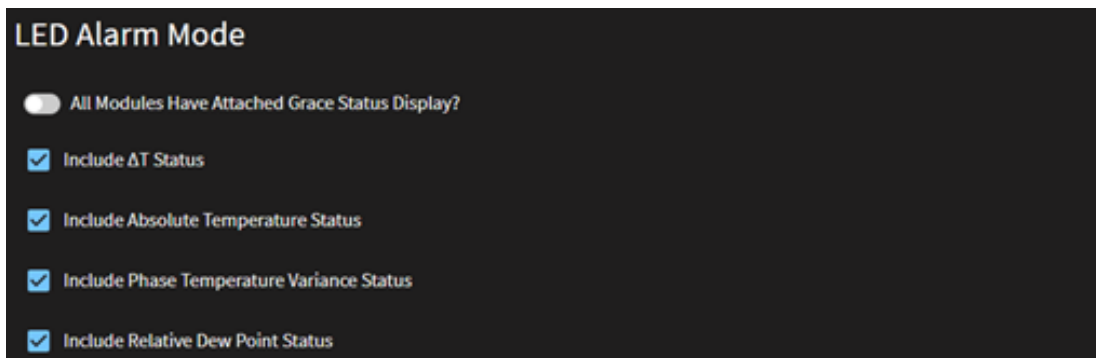 LED Alarm Mode
All Modules Have Attached Grace Status Display?
Include ΔT Status
Include Absolute Temperature Status
Include Phase Temperature Variance Status
Include Relative Dew Point Status